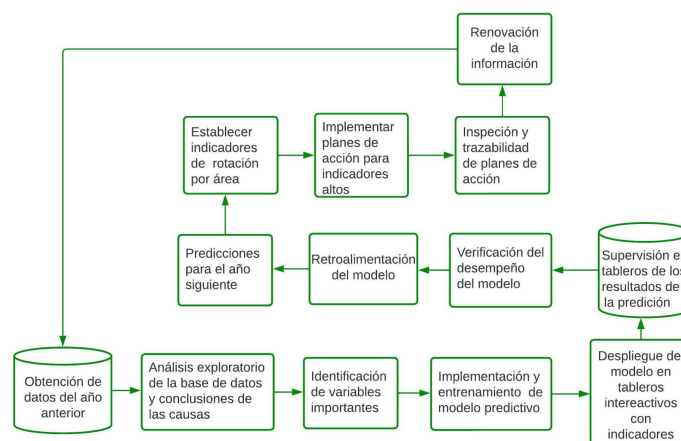 Renovación
de la
información
Establecer
indicadores
de rotación
por área
Implementar
planes de
acción para
indicadores
altos
Inspeción y
trazabilidad
de planes de
acción
Predicciones
para el año
siguiente
Retroalimentación
del modelo
Verificación del
desempeño
del modelo
Supervisión e
tableros de los
resultados de
la predición
Obtención de
datos del año
anterior
Análisis exploratorio
de la base de datos
y conclusiones de
las causas
Identificación
de variables
importantes
Implementación y
entrenamiento de
modelo predictivo
Despliegue de
modelo en
tableros
intereactivos
con
indicadores